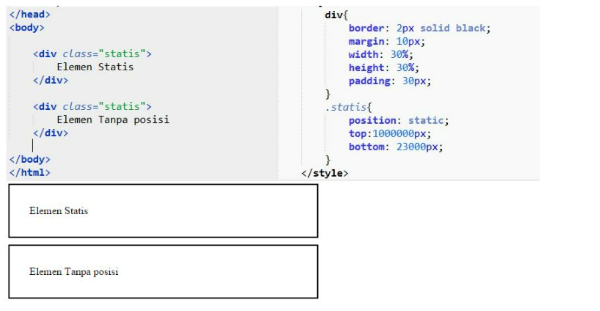 </head>
<body>
<div class="statis">
Elemen Statis
</div>
<div class="statis">
Elemen Tanpa posisi
</div>
</body>
</html>
div{
border: 2px solid black;
margin: 10px;
width: 30%;
height: 30%;
padding: 30px;
}
.statis{
position: static;
top:1000000px;
bottom: 23000px;
}
</style>
Elemen Statis
Elemen Tanpa posisi